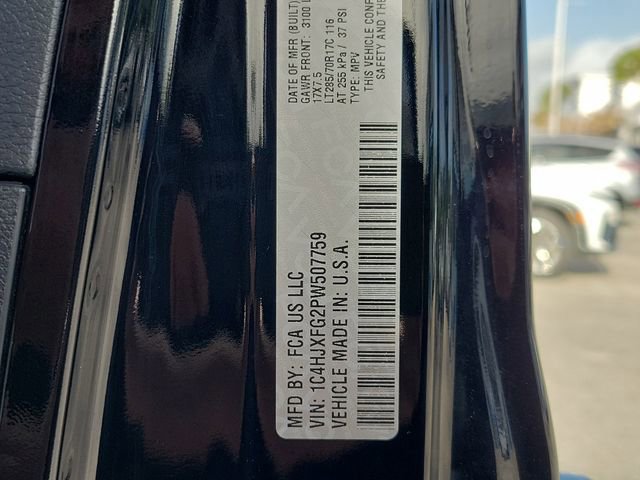 MFD BY: FCA US LLC
VIN: 1C4HJXFG2PW507759
VEHICLE MADE IN: U.S.A.
DATE OF MFR (BUILT)
GAWR FRONT: 3100 L
17X7.5
LT285/70R17C 116
AT 255 kPa / 37 PSI
TYPE: MPV
THIS VEHICLE CONF
SAFETY AND THE